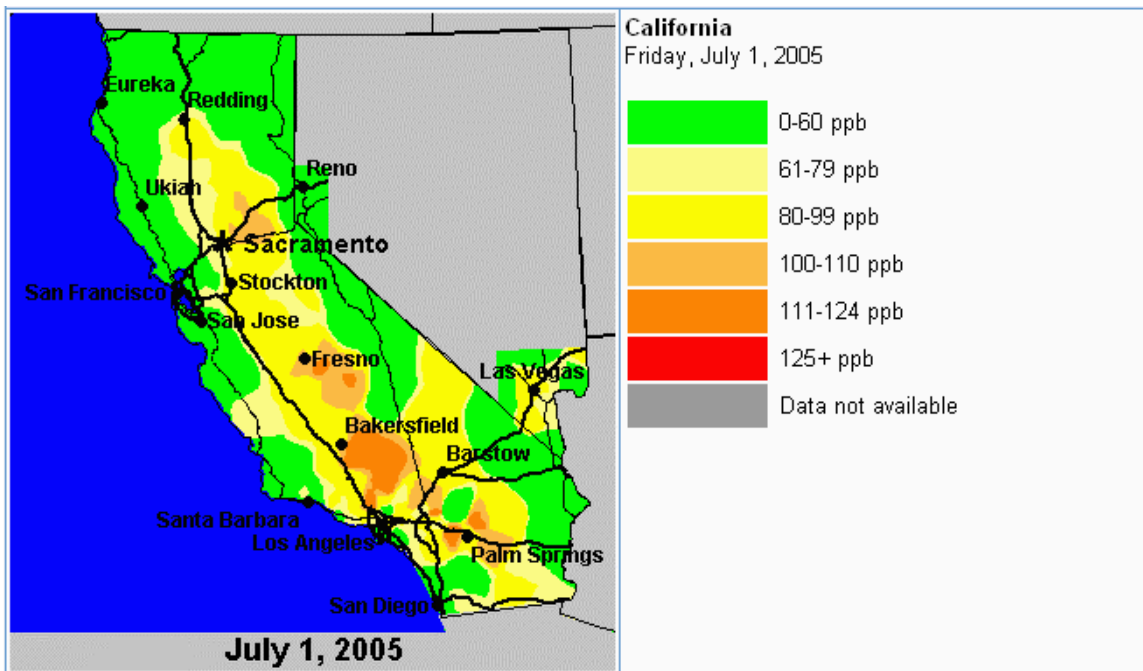 Eureka
Redding
Reno
Ukiah
Sacramento
Stockton
San Francisco
San Jose
Fresno
Las Vegas
Bakersfield
Barstow
Santa Barbara
Los Angeles
Palm Springs
San Diego
July 1, 2005
California
Friday, July 1, 2005
0-60 ppb
61-79 ppb
80-99 ppb
100-110 ppb
111-124 ppb
125+ ppb
Data not available